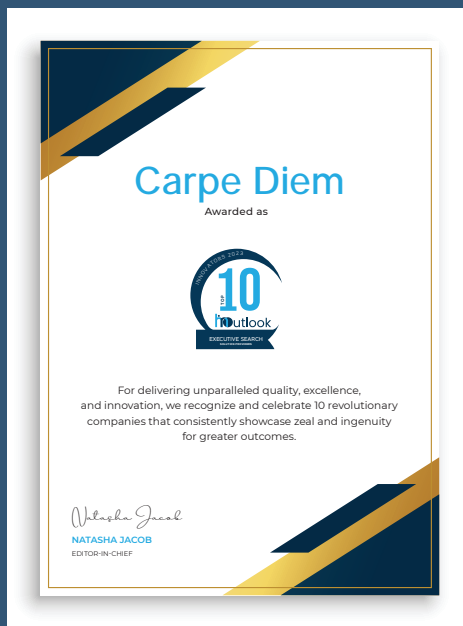 Carpe Diem
Awarded as
INNOVATORS 2023
TOP
10
hrOutlook
EXECUTIVE SEARCH
For delivering unparalleled quality, excellence,
and innovation, we recognize and celebrate 10 revolutionary
companies that consistently showcase zeal and ingenuity
for greater outcomes.
Natasha Jacob
NATASHA JACOB
EDITOR-IN-CHIEF